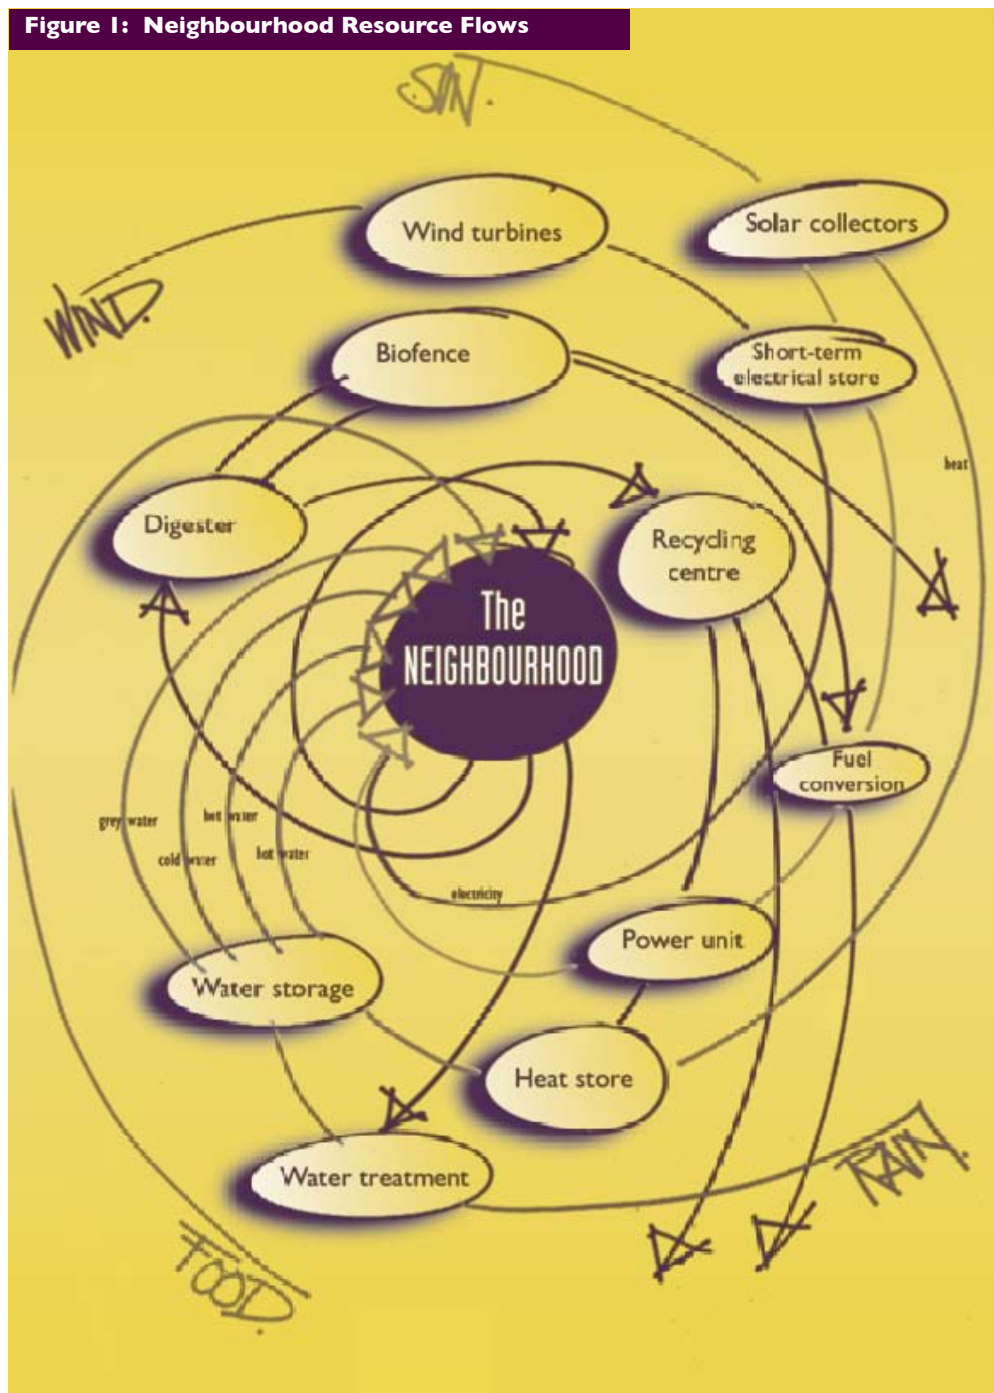 Figure 1: Neighbourhood Resource Flows
SUN.
Wind turbines
Solar collectors
WIND.
Biofence
Short-term
electrical store
heat
Digester
Recycling
centre
The
NEIGHBOURHOOD
Fuel
conversion
grey water
hot water
cold water
hot water
electricity
Power unit
Water storage
Heat store
RAIN.
Water treatment
FOOD.